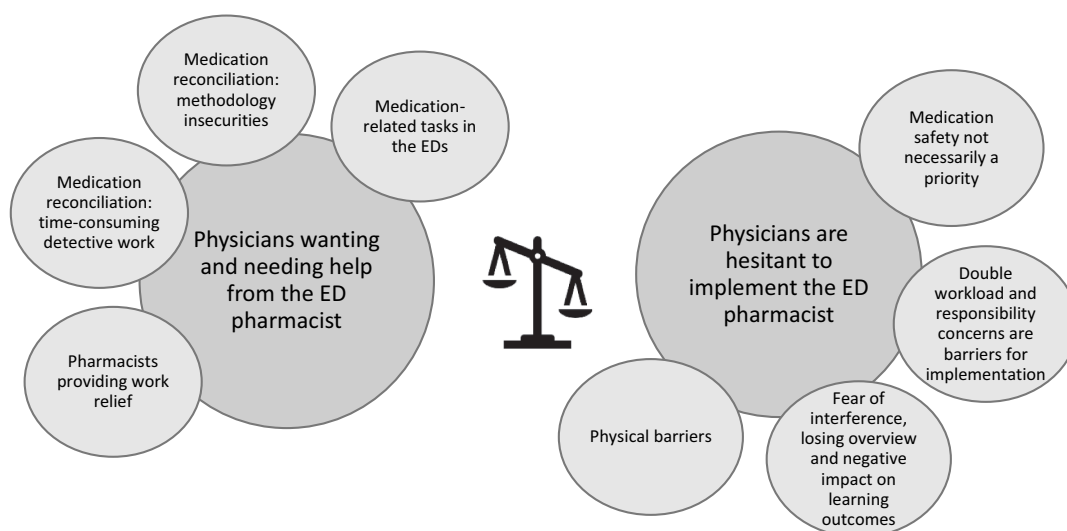 Medication
reconciliation:
methodology
insecurities
Medication-
related tasks in
the EDs
Medication
reconciliation:
time-consuming
detective work
Physicians wanting
and needing help
from the ED
pharmacist
Pharmacists
providing work
relief
Medication
safety not
necessarily a
priority
Physicians are
hesitant to
implement the ED
pharmacist
Double
workload and
responsibility
concerns are
barriers for
implementation
Physical barriers
Fear of
interference,
losing overview
and negative
impact on
learning
outcomes